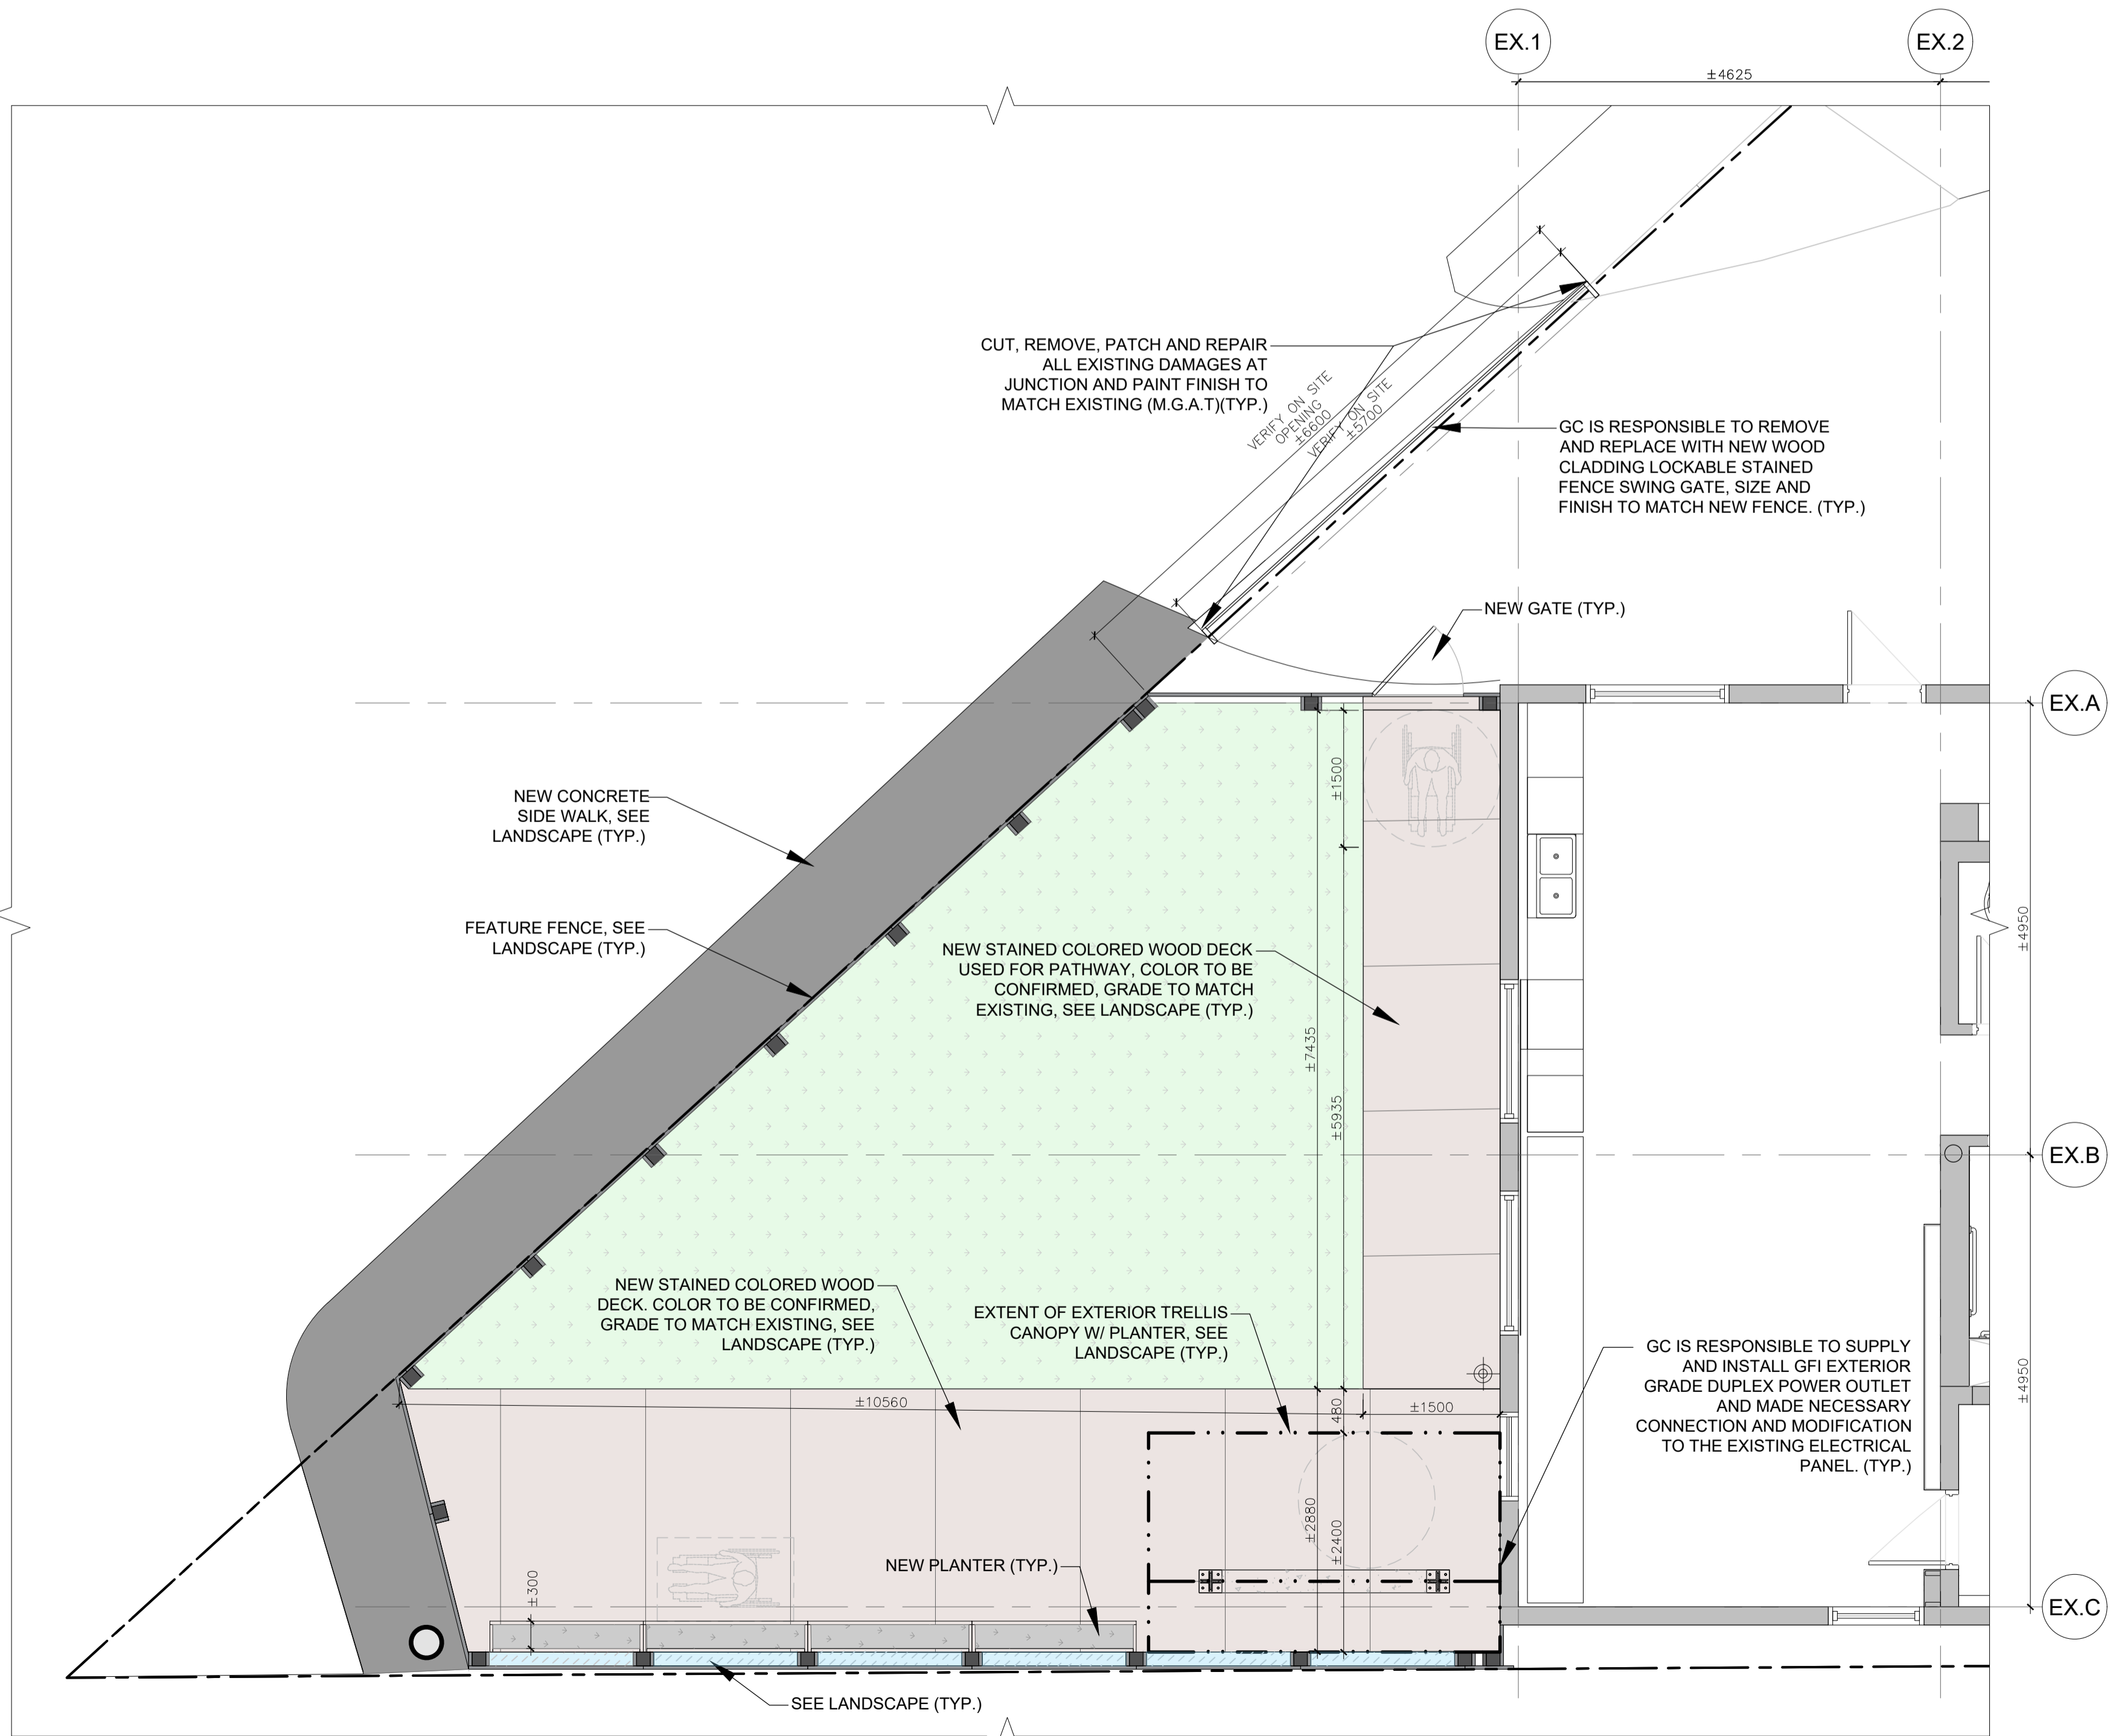 EX.1
EX.2
±4625
CUT, REMOVE, PATCH AND REPAIR
ALL EXISTING DAMAGES AT
JUNCTION AND PAINT FINISH TO
MATCH EXISTING (M.G.A.T)(TYP.)
VERIFY ON SITE
OPENING
±6600
VERIFY ON SITE
±5700
GC IS RESPONSIBLE TO REMOVE
AND REPLACE WITH NEW WOOD
CLADDING LOCKABLE STAINED
FENCE SWING GATE, SIZE AND
FINISH TO MATCH NEW FENCE. (TYP.)
NEW GATE (TYP.)
EX.A
±1500
NEW CONCRETE
SIDE WALK, SEE
LANDSCAPE (TYP.)
FEATURE FENCE, SEE
LANDSCAPE (TYP.)
NEW STAINED COLORED WOOD DECK
USED FOR PATHWAY, COLOR TO BE
CONFIRMED, GRADE TO MATCH
EXISTING, SEE LANDSCAPE (TYP.)
±4950
±7435
±5935
EX.B
NEW STAINED COLORED WOOD
DECK. COLOR TO BE CONFIRMED,
GRADE TO MATCH EXISTING, SEE
LANDSCAPE (TYP.)
EXTENT OF EXTERIOR TRELLIS
CANOPY W/ PLANTER, SEE
LANDSCAPE (TYP.)
GC IS RESPONSIBLE TO SUPPLY
AND INSTALL GFI EXTERIOR
GRADE DUPLEX POWER OUTLET
AND MADE NECESSARY
CONNECTION AND MODIFICATION
TO THE EXISTING ELECTRICAL
PANEL. (TYP.)
±4950
±10560
480
±1500
±2880
±2400
NEW PLANTER (TYP.)
±300
EX.C
SEE LANDSCAPE (TYP.)